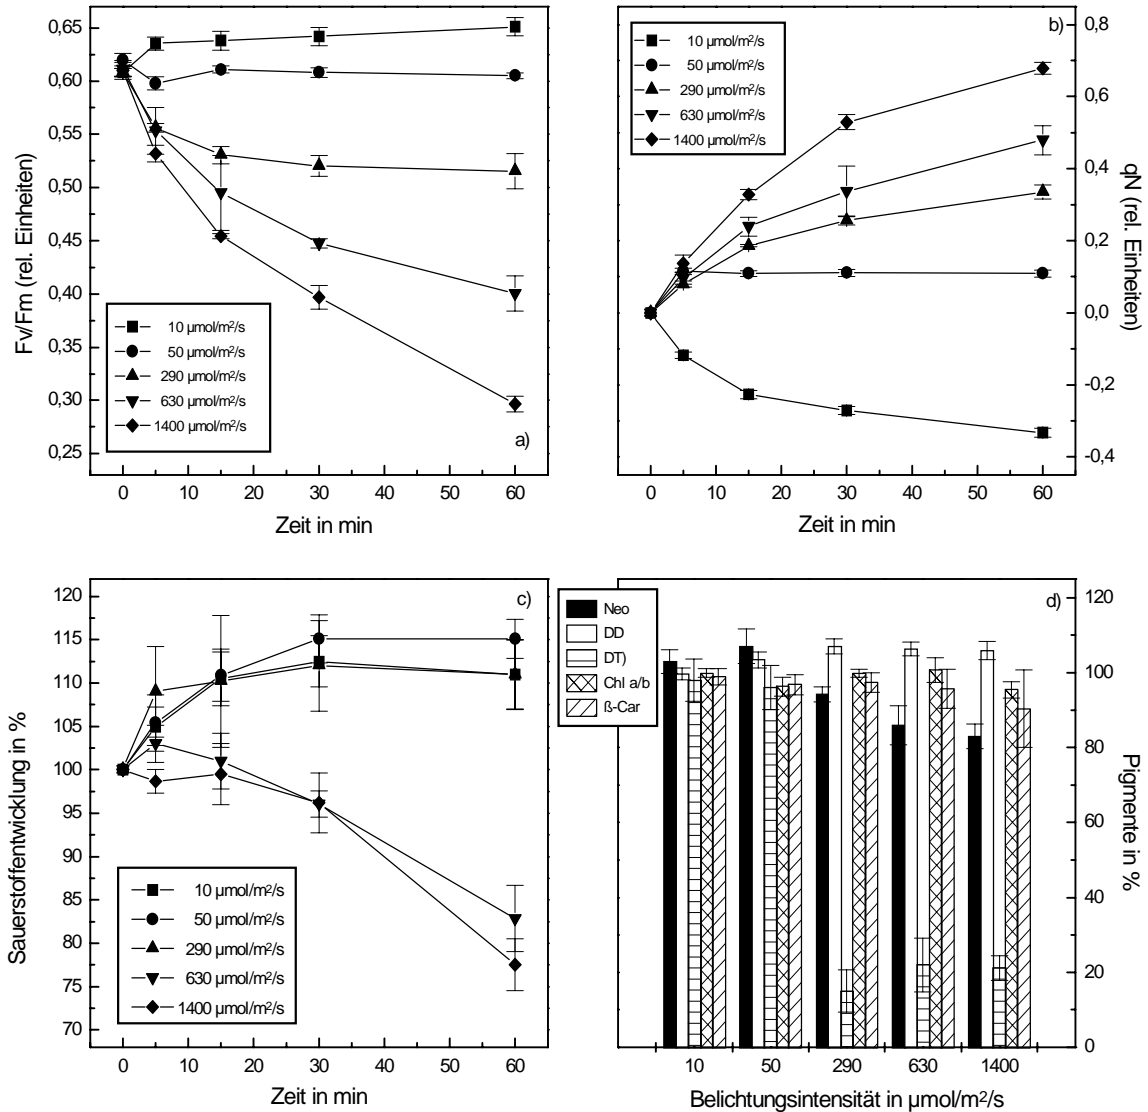 0,65
0,60
0,55
0,50
0,45
0,40
0,35
0,30
0,25
Fv/Fm (rel. Einheiten)
10 µmol/m²/s
50 µmol/m²/s
290 µmol/m²/s
630 µmol/m²/s
1400 µmol/m²/s
a)
0 10 20 30 40 50 60
Zeit in min
b)
10 µmol/m²/s
50 µmol/m²/s
290 µmol/m²/s
630 µmol/m²/s
1400 µmol/m²/s
0,8
0,6
0,4
0,2
0,0
-0,2
-0,4
qN (rel. Einheiten)
0 10 20 30 40 50 60
Zeit in min
120
115
110
105
100
95
90
85
80
75
70
Sauerstoffentwicklung in %
c)
10 µmol/m²/s
50 µmol/m²/s
290 µmol/m²/s
630 µmol/m²/s
1400 µmol/m²/s
0 10 20 30 40 50 60
Zeit in min
Neo
DD
DT)
Chl a/b
ß-Car
d)
120
100
80
60
40
20
0
Pigmente in %
10 50 290 630 1400
Belichtungsintensität in µmol/m²/s